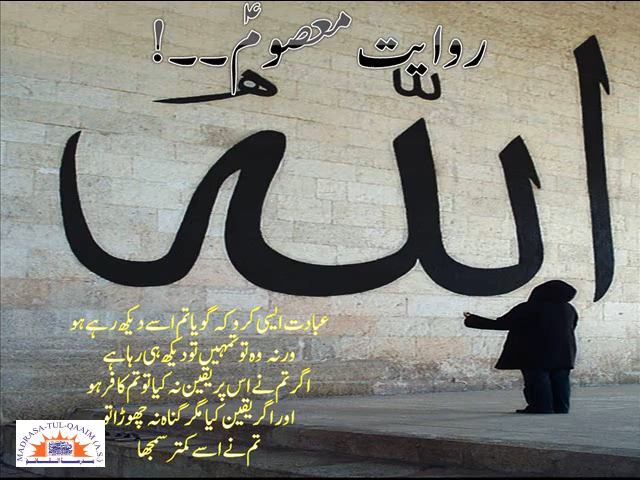 روایت معصومؑ ۔۔۔!
اللہ
عبادت ایسی کرو کہ گویا تم اسے دیکھ رہے ہو
ورنہ وہ تو تمہیں تو دیکھ ہی رہا ہے
اگر تم نے اس پر یقین نہ کیا تو تم کافر ہو
اور اگر یقین کیا مگر گناہ نہ چھوڑا تو
تم نے اسے کمتر سمجھا
MADRASA-TUL-QAAIM (A.S)